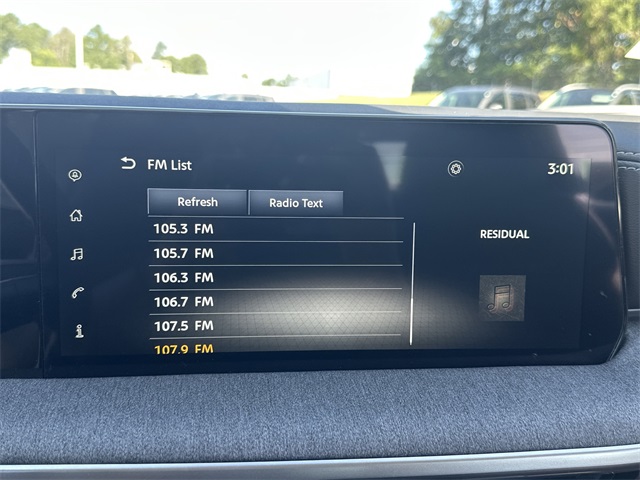 FM List
3:01
Refresh
Radio Text
105.3 FM
105.7 FM
106.3 FM
106.7 FM
107.5 FM
107.9 FM
RESIDUAL